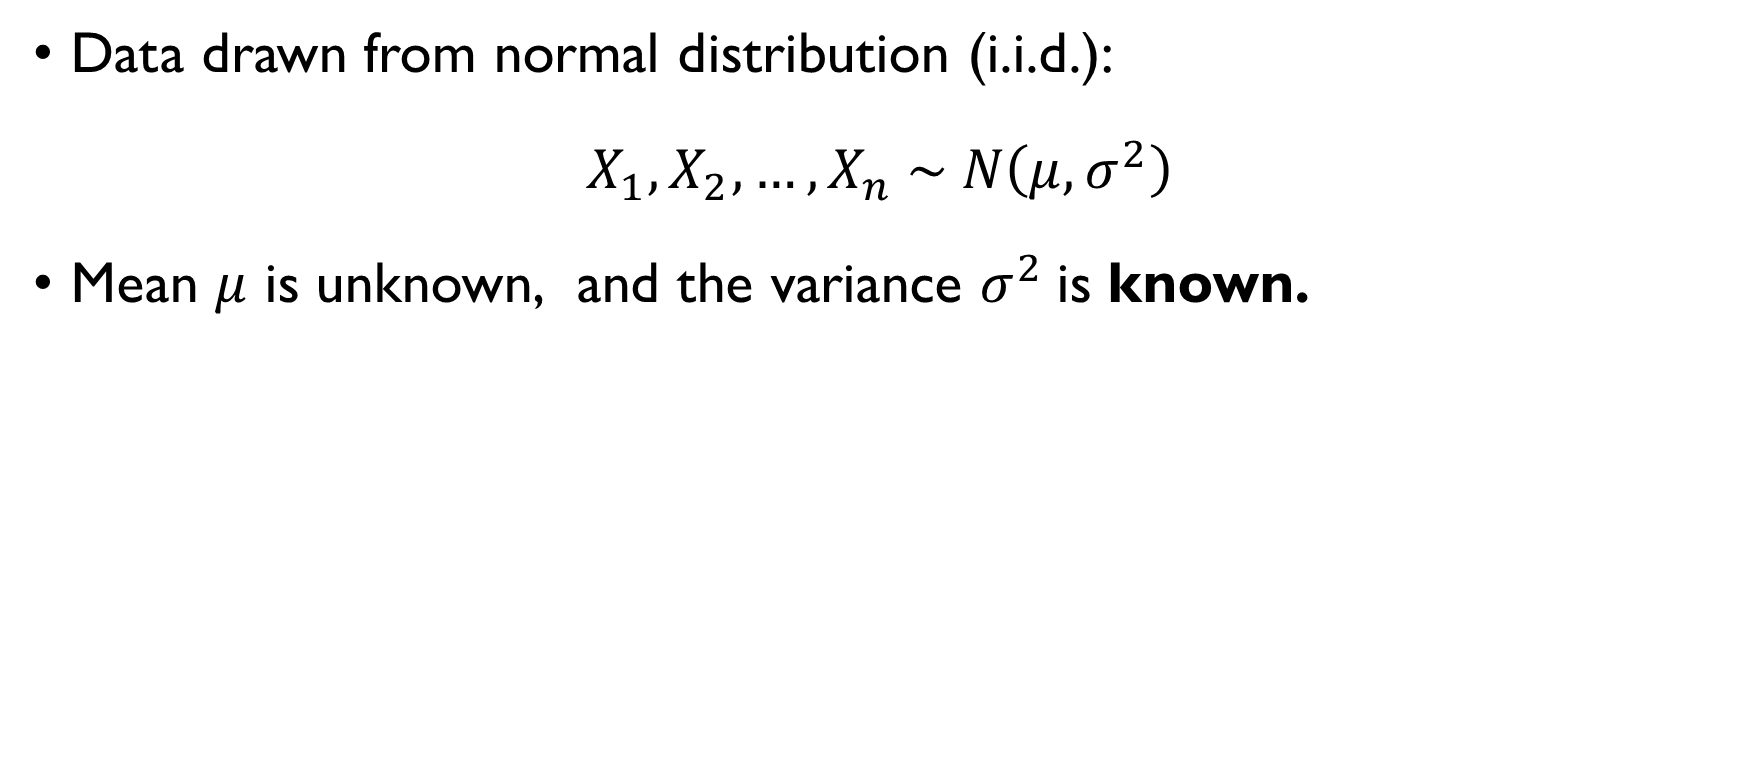 • Data drawn from normal distribution (i.i.d.):
𝑋₁, 𝑋₂, … , 𝑋ₙ ~ 𝑁(𝜇, 𝜎²)
• Mean 𝜇 is unknown,  and the variance 𝜎² is known.